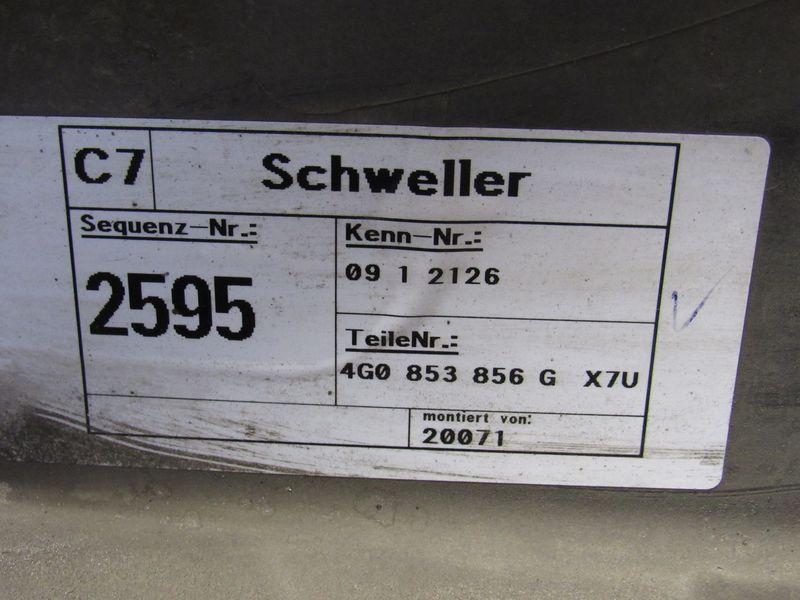 C7 Schweller
Sequenz-Nr.:
2595
Kenn-Nr.:
09 1 2126
TeileNr.:
4G0 853 856 G X7U
montiert von:
20071